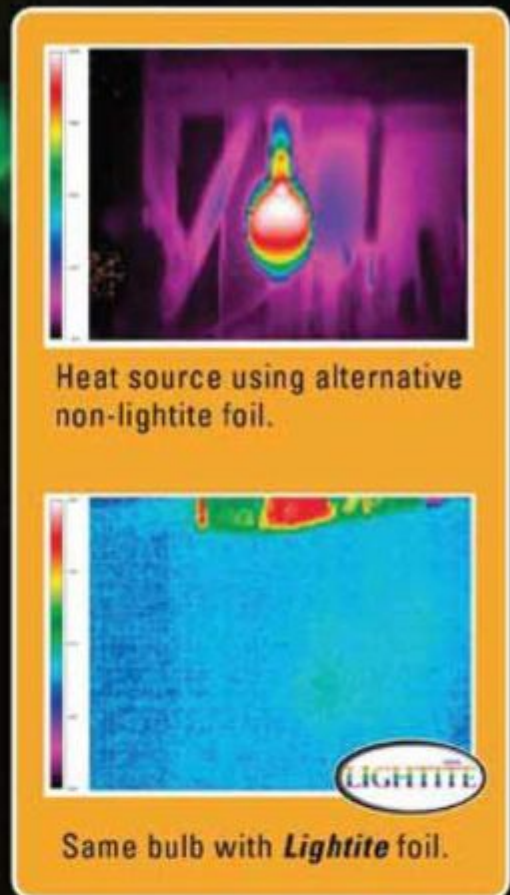 Heat source using alternative
non-lightite foil.
LIGHTITE
Same bulb with Lightite foil.